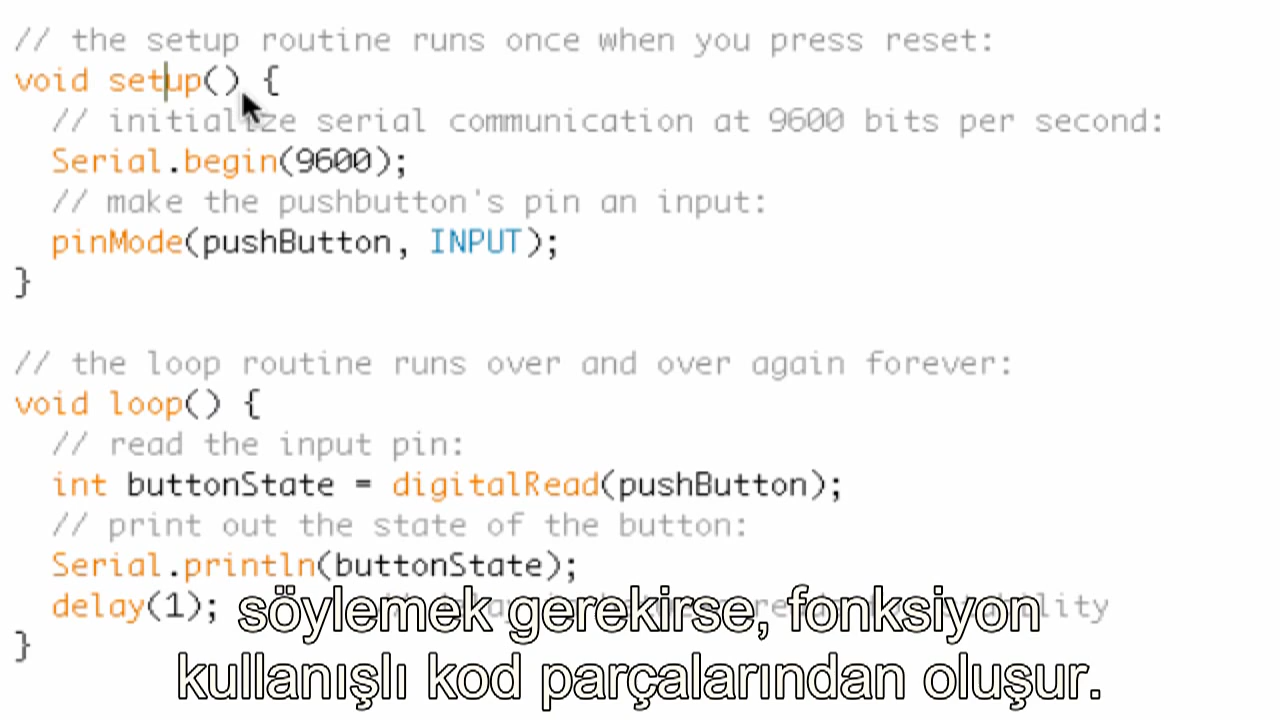 // the setup routine runs once when you press reset:
void setup() {
// initialize serial communication at 9600 bits per second:
Serial.begin(9600);
// make the pushbutton's pin an input:
pinMode(pushButton, INPUT);
}
// the loop routine runs over and over again forever:
void loop() {
// read the input pin:
int buttonState = digitalRead(pushButton);
// print out the state of the button:
Serial.println(buttonState);
delay(1);
}
söylemek gerekirse, fonksiyon
kullanışlı kod parçalarından oluşur.